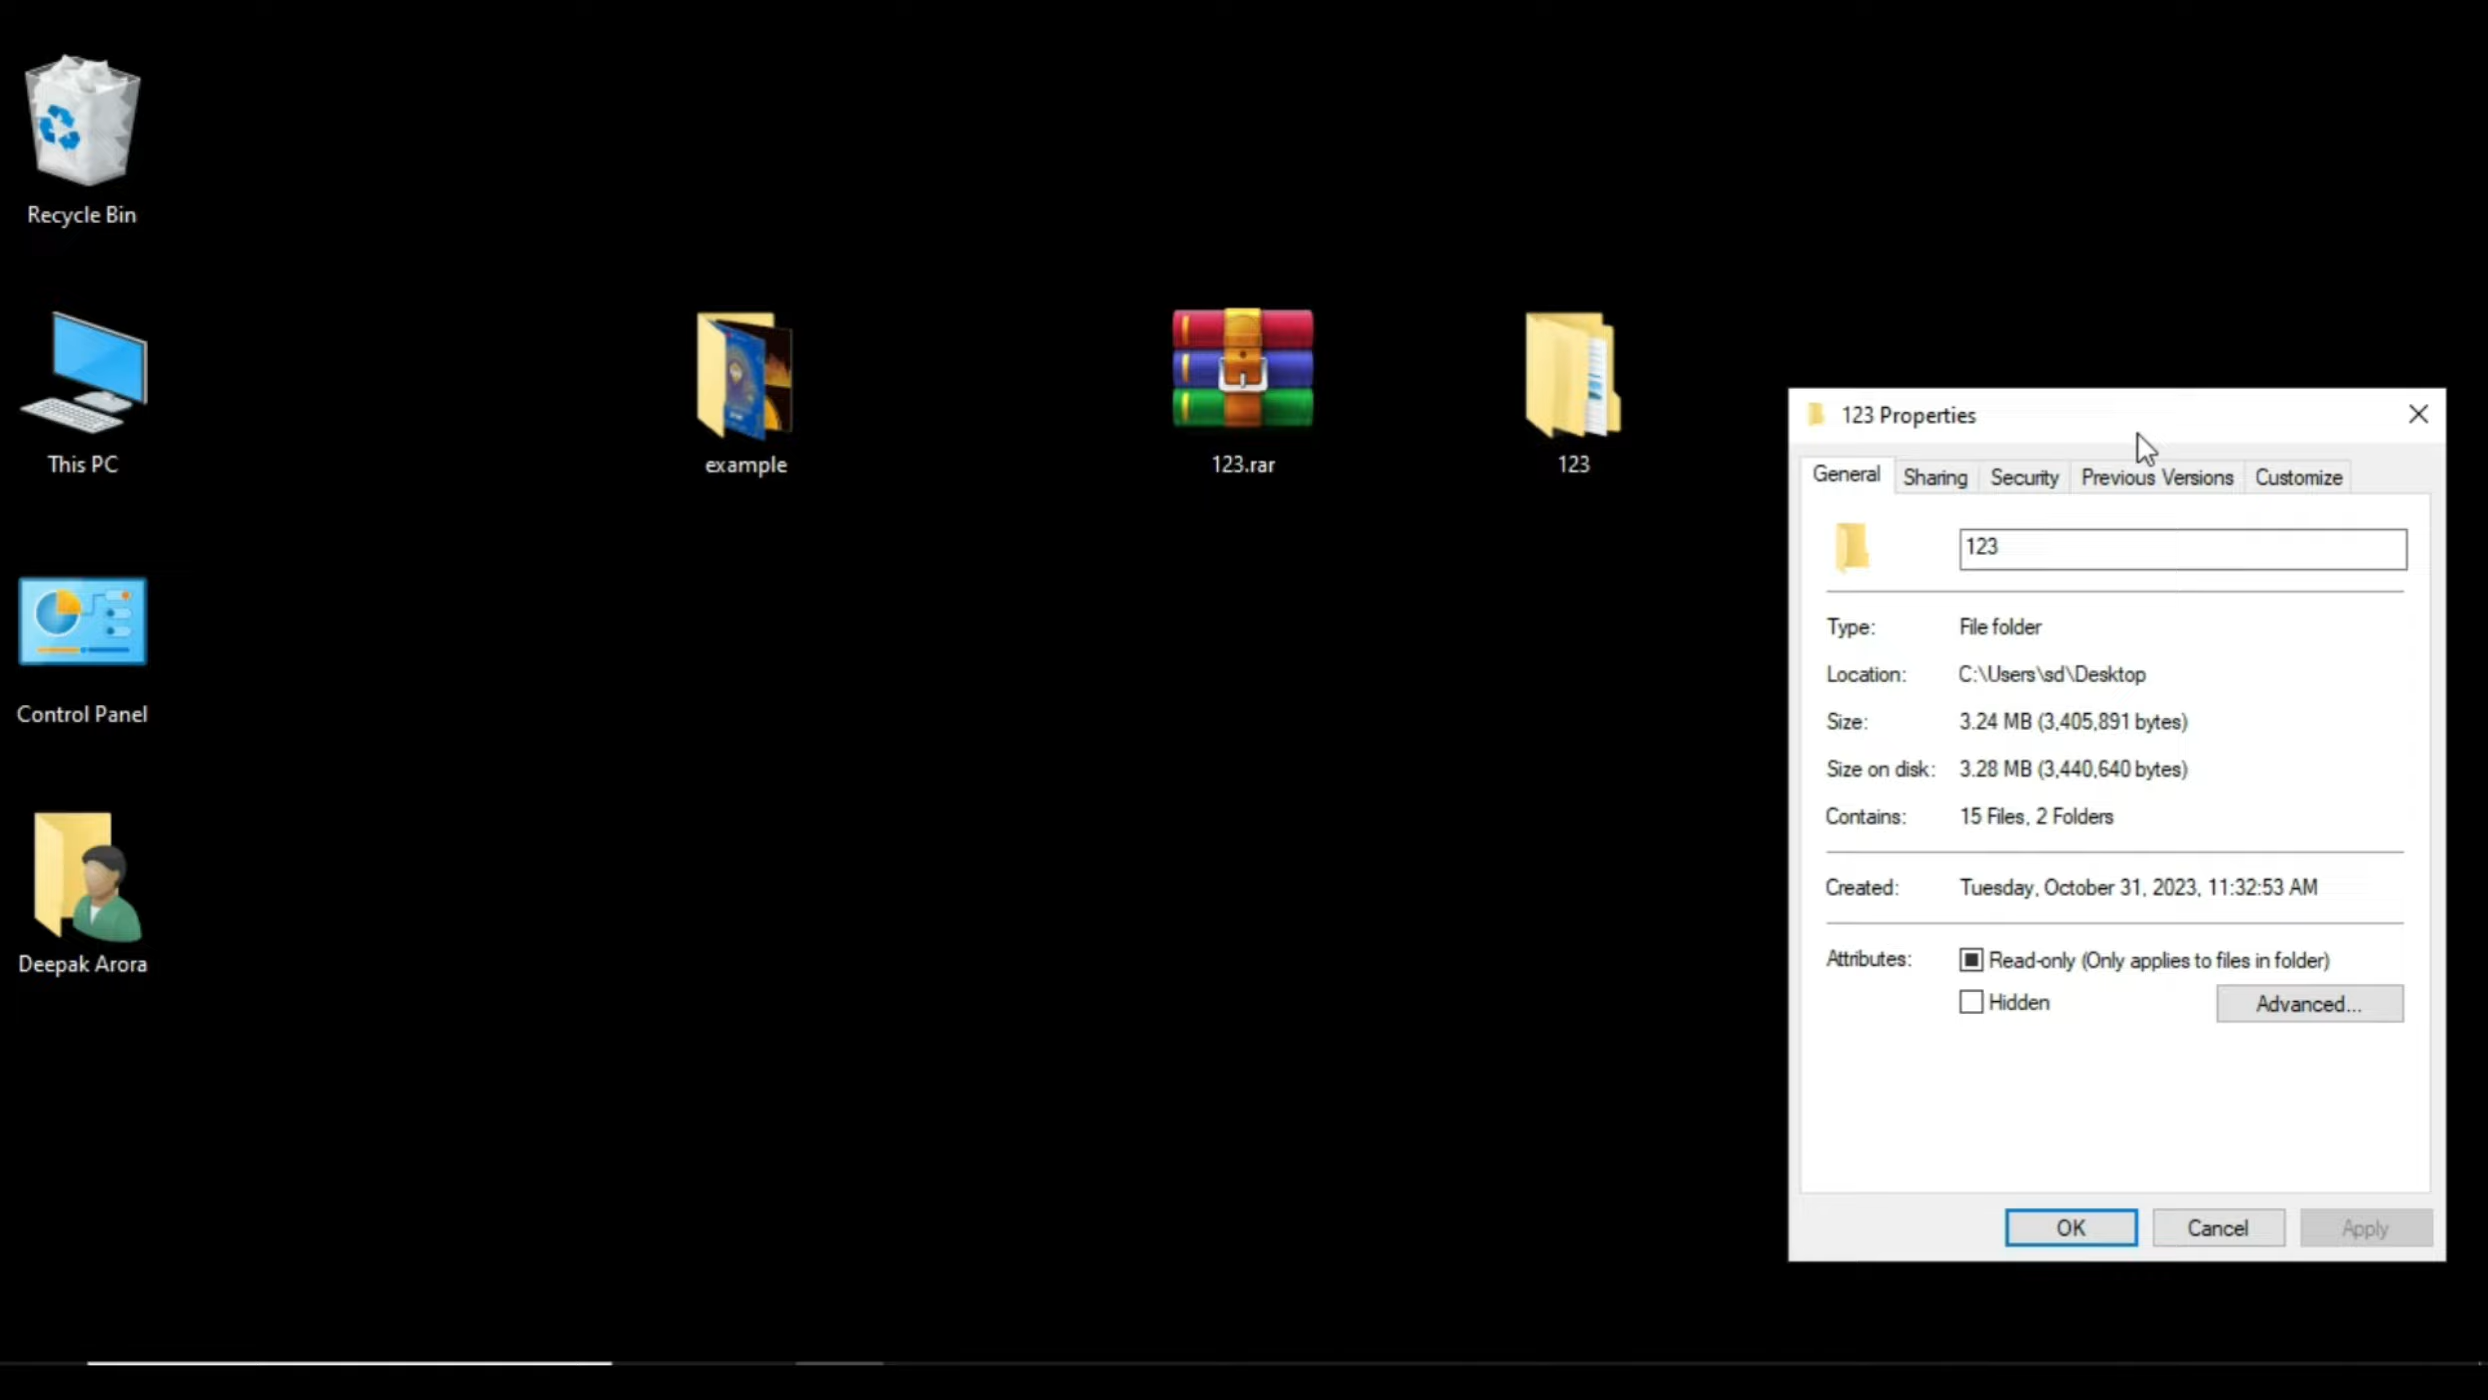 Recycle Bin
This PC
Control Panel
Deepak Arora
example
123.rar
123
123 Properties
General Sharing Security Previous Versions Customize
123
Type: File folder
Location: C:\Users\sd\Desktop
Size: 3.24 MB (3,405,891 bytes)
Size on disk: 3.28 MB (3,440,640 bytes)
Contains: 15 Files, 2 Folders
Created: Tuesday, October 31, 2023, 11:32:53 AM
Attributes: Read-only (Only applies to files in folder)
Hidden Advanced...
OK Cancel Apply